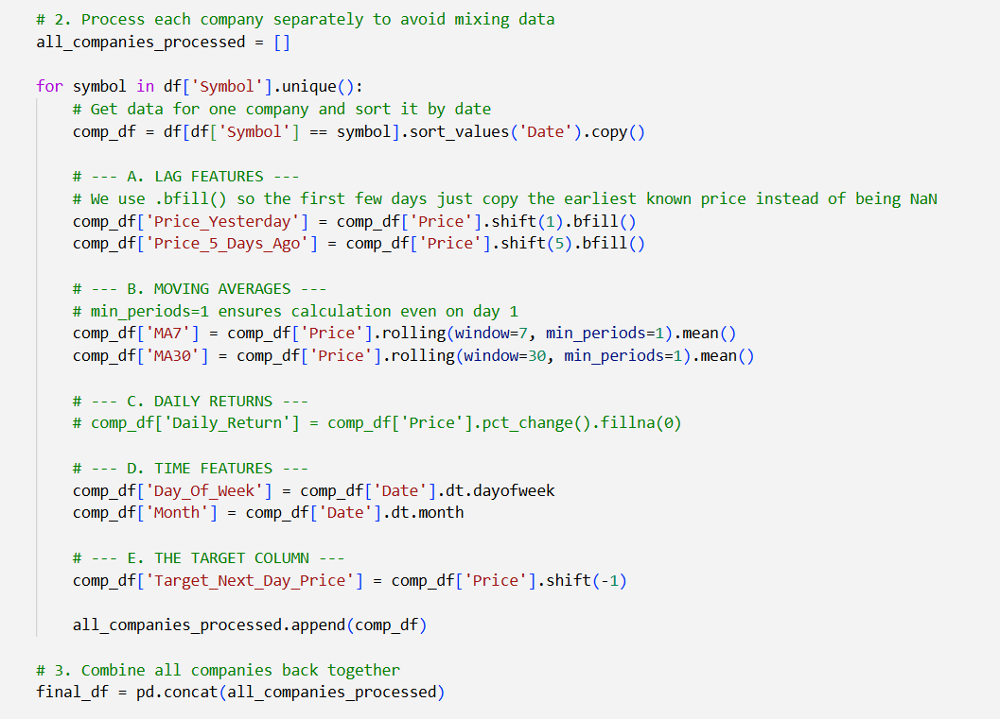 # 2. Process each company separately to avoid mixing data
all_companies_processed = []
for symbol in df['Symbol'].unique():
# Get data for one company and sort it by date
comp_df = df[df['Symbol'] == symbol].sort_values('Date').copy()
# --- A. LAG FEATURES ---
# We use .bfill() so the first few days just copy the earliest known price instead of being NaN
comp_df['Price_Yesterday'] = comp_df['Price'].shift(1).bfill()
comp_df['Price_5_Days_Ago'] = comp_df['Price'].shift(5).bfill()
# --- B. MOVING AVERAGES ---
# min_periods=1 ensures calculation even on day 1
comp_df['MA7'] = comp_df['Price'].rolling(window=7, min_periods=1).mean()
comp_df['MA30'] = comp_df['Price'].rolling(window=30, min_periods=1).mean()
# --- C. DAILY RETURNS ---
# comp_df['Daily_Return'] = comp_df['Price'].pct_change().fillna(0)
# --- D. TIME FEATURES ---
comp_df['Day_Of_Week'] = comp_df['Date'].dt.dayofweek
comp_df['Month'] = comp_df['Date'].dt.month
# --- E. THE TARGET COLUMN ---
comp_df['Target_Next_Day_Price'] = comp_df['Price'].shift(-1)
all_companies_processed.append(comp_df)
# 3. Combine all companies back together
final_df = pd.concat(all_companies_processed)